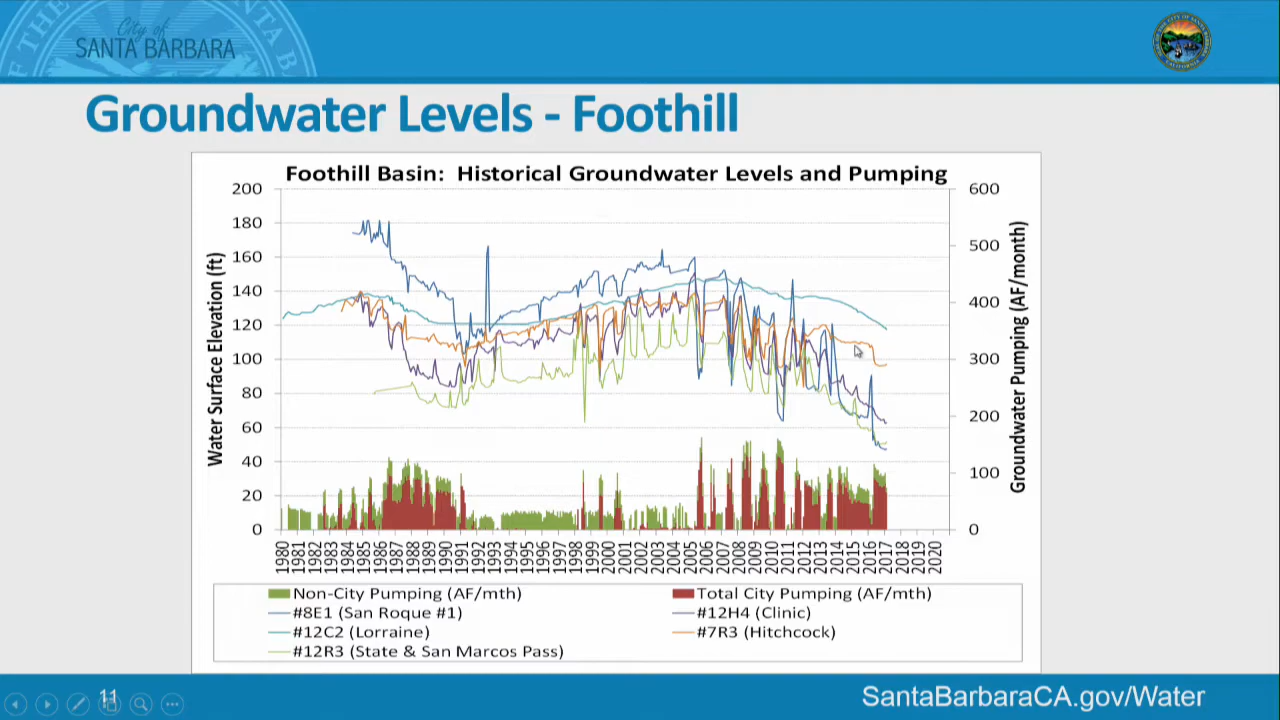 City of
SANTA BARBARA
Groundwater Levels - Foothill
Foothill Basin: Historical Groundwater Levels and Pumping
Water Surface Elevation (ft)
200
180
160
140
120
100
80
60
40
20
0
600
500
400
300
200
100
0
Groundwater Pumping (AF/month)
1980 1981 1982 1983 1984 1985 1986 1987 1988 1989 1990 1991 1992 1993 1994 1995 1996 1997 1998 1999 2000 2001 2002 2003 2004 2005 2006 2007 2008 2009 2010 2011 2012 2013 2014 2015 2016 2017 2018 2019 2020
Non-City Pumping (AF/mth)
Total City Pumping (AF/mth)
#8E1 (San Roque #1)
#12H4 (Clinic)
#12C2 (Lorraine)
#7R3 (Hitchcock)
#12R3 (State & San Marcos Pass)
11
SantaBarbaraCA.gov/Water